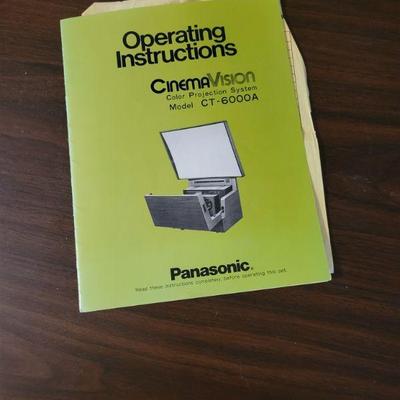 Operating
Instructions
CINEMAVISION
Color Projection System
Model CT-6000A
Panasonic.
Read these instructions completely, before operating this set.